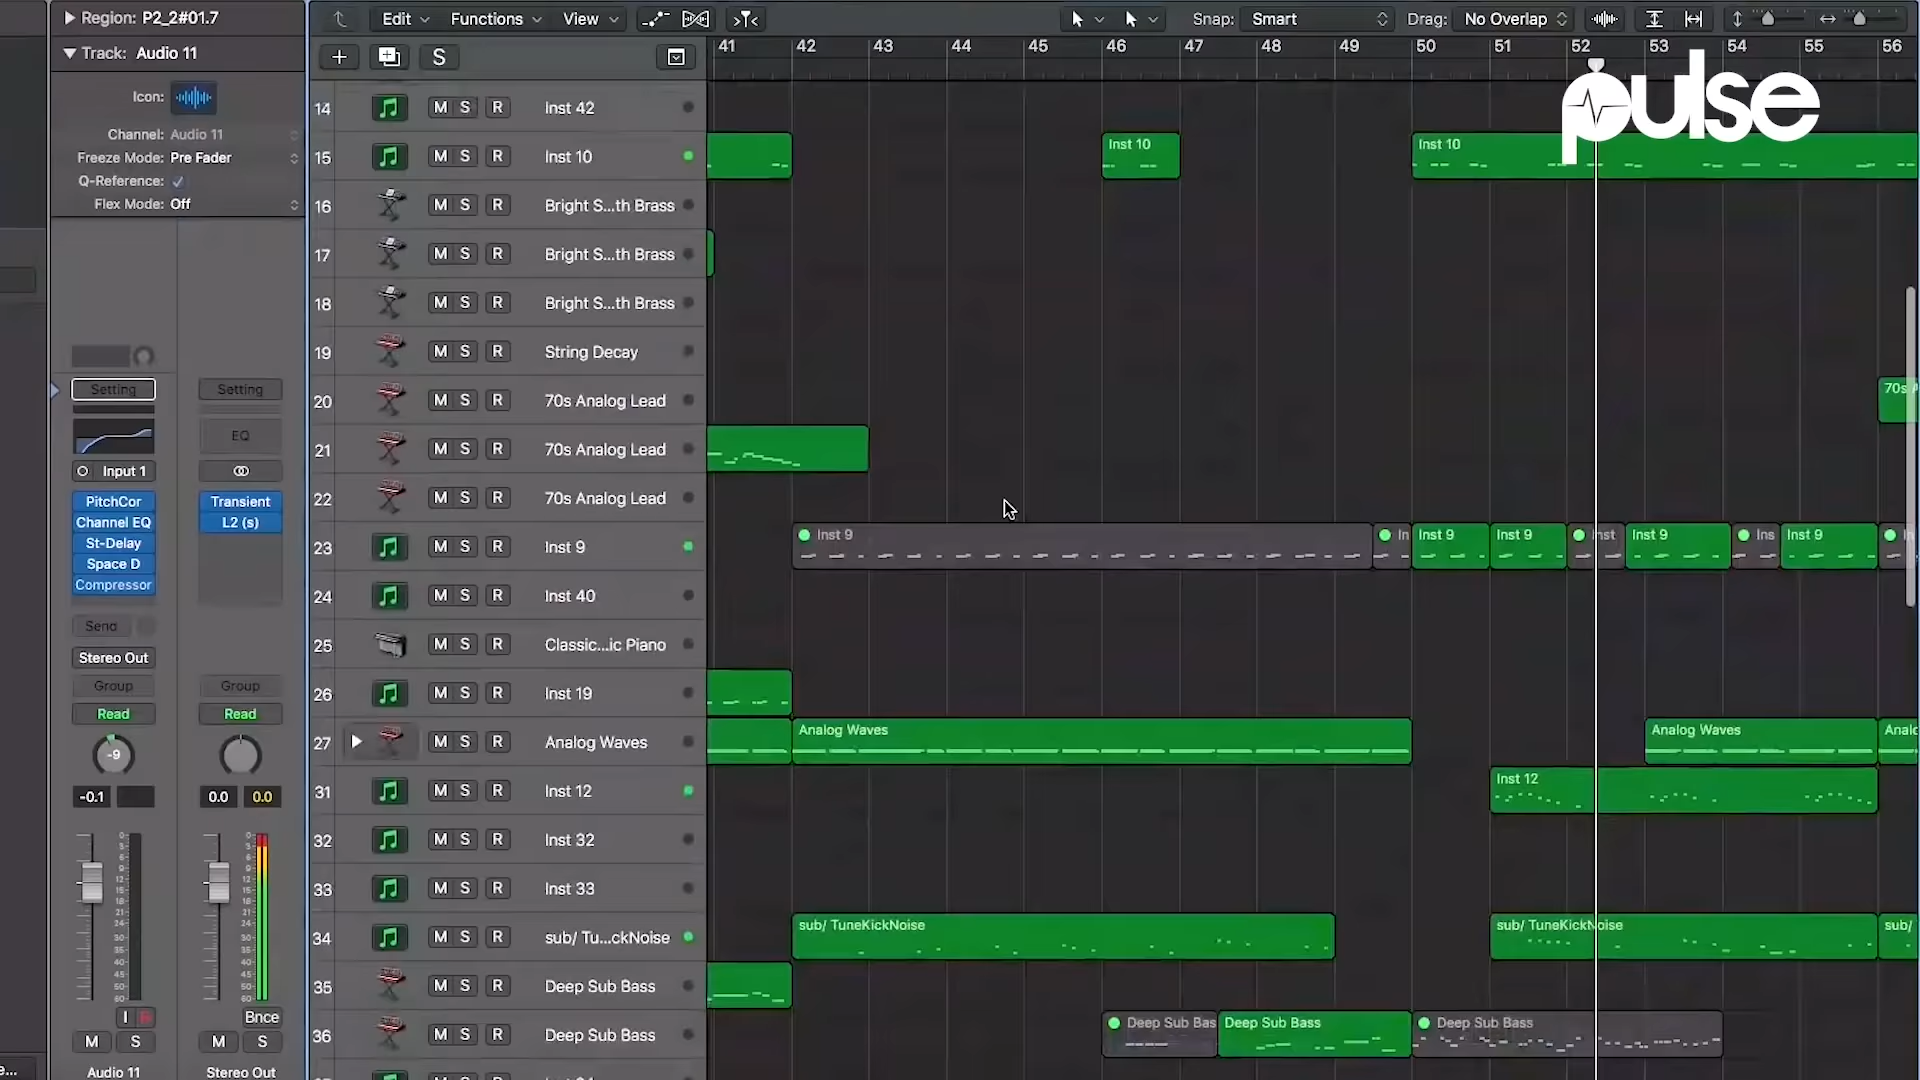 Region: P2_2#01.7
Track: Audio 11
Icon:
Channel: Audio 11
Freeze Mode: Pre Fader
Q-Reference:
Flex Mode: Off
Setting
Setting
EQ
Input 1
PitchCor
Channel EQ
St-Delay
Space D
Compressor
Transient
L2 (s)
Send
Stereo Out
Group
Group
Read
Read
-9
-0.1
0.0 0.0
Bnce
M S
M S
Audio 11
Stereo Out
Edit Functions View
Snap: Smart
Drag: No Overlap
S
41 42 43 44 45 46 47 48 49 50 51 52 53 54 55 56
pulse
14 M S R Inst 42
15 M S R Inst 10
Inst 10
Inst 10
16 M S R Bright S...th Brass
17 M S R Bright S...th Brass
18 M S R Bright S...th Brass
19 M S R String Decay
20 M S R 70s Analog Lead
70s
21 M S R 70s Analog Lead
22 M S R 70s Analog Lead
23 M S R Inst 9
Inst 9
In
Inst 9
Inst 9
Inst 9
Ins
Inst 9
24 M S R Inst 40
25 M S R Classic...ic Piano
26 M S R Inst 19
27 M S R Analog Waves
Analog Waves
Analog Waves
Analo
31 M S R Inst 12
Inst 12
32 M S R Inst 32
33 M S R Inst 33
34 M S R sub/ Tu...ckNoise
sub/ TuneKickNoise
sub/ TuneKickNoise
sub/
35 M S R Deep Sub Bass
36 M S R Deep Sub Bass
Deep Sub Bas
Deep Sub Bass
Deep Sub Bass